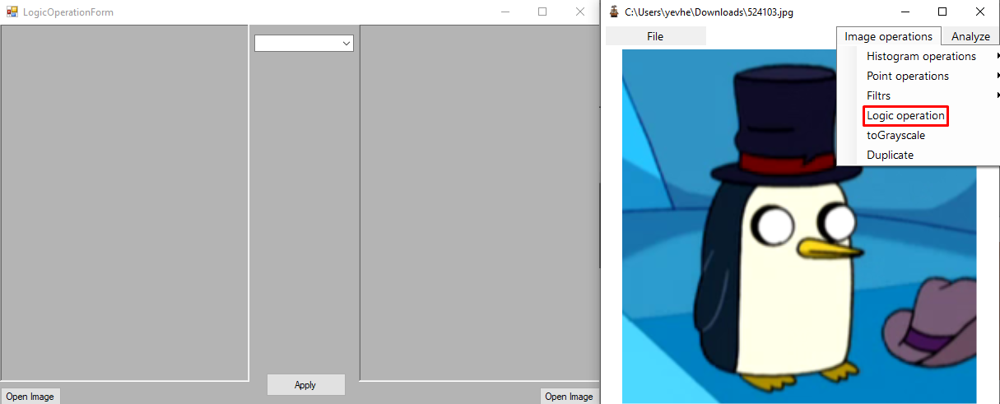 LogicOperationForm
Apply
Open Image
Open Image
C:\Users\yevhe\Downloads\524103.jpg
File
Image operations
Analyze
Histogram operations
Point operations
Filtrs
Logic operation
toGrayscale
Duplicate